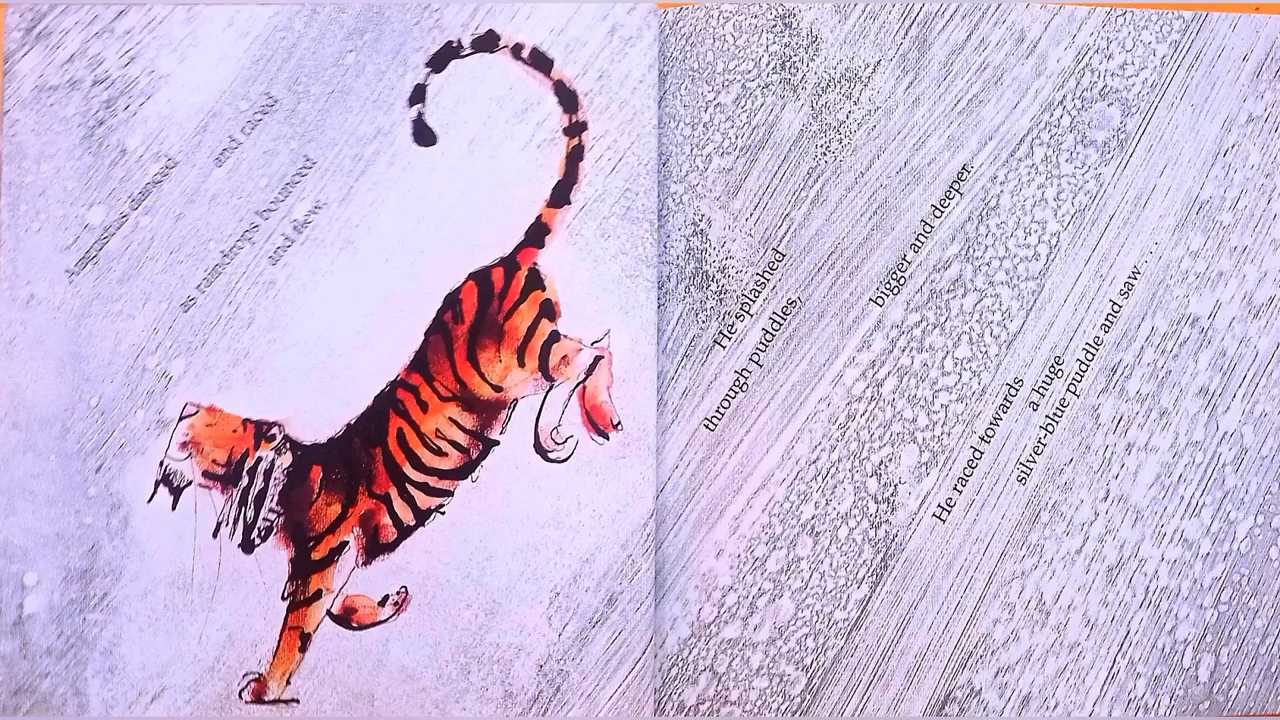 and raced
as raindrops bounced
and flew
He splashed
through puddles,
bigger and deeper.
He raced towards
a huge
silver-blue puddle and saw...